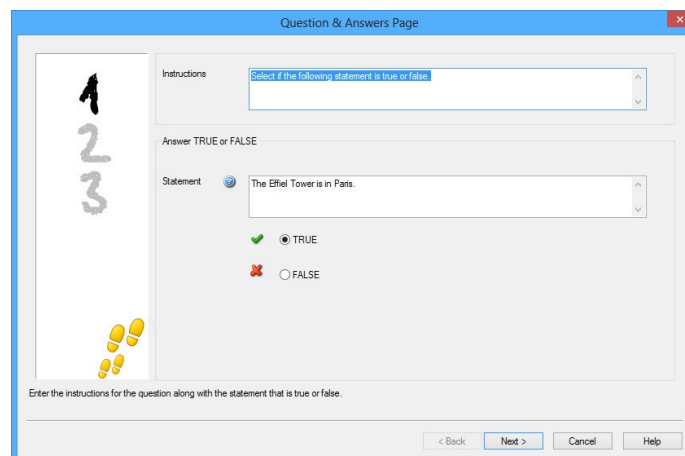 Question & Answers Page
1
2
3
Instructions
Select if the following statement is true or false.
Answer TRUE or FALSE
Statement
The Effiel Tower is in Paris.
TRUE
FALSE
Enter the instructions for the question along with the statement that is true or false.
< Back
Next >
Cancel
Help